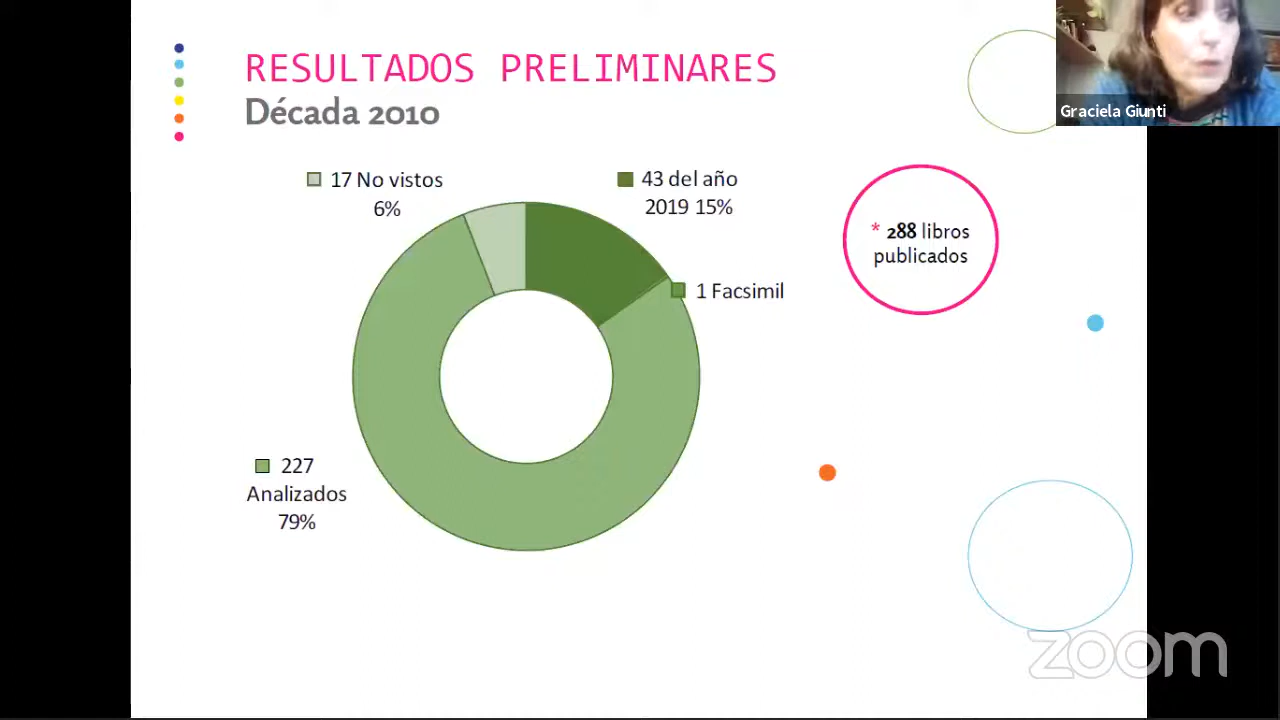 RESULTADOS PRELIMINARES
Década 2010
Graciela Giunti
17 No vistos
6%
43 del año
2019 15%
* 288 libros
publicados
1 Facsimil
227
Analizados
79%
zoom